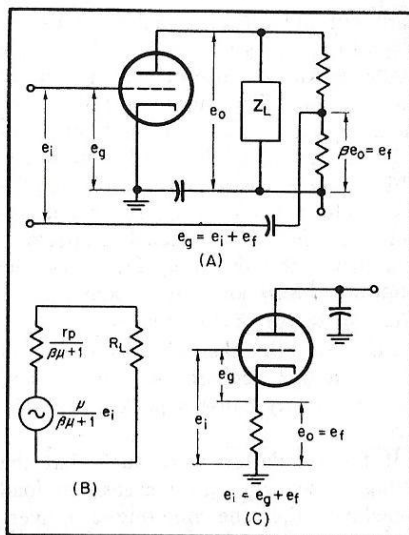 e_i
e_g
e_o
Z_L
βe_o = e_f
e_g = e_i + e_f
(A)
r_p
βμ+1
R_L
μ
βμ+1
e_i
(B)
e_i
e_g
e_o = e_f
e_i = e_g + e_f
(C)